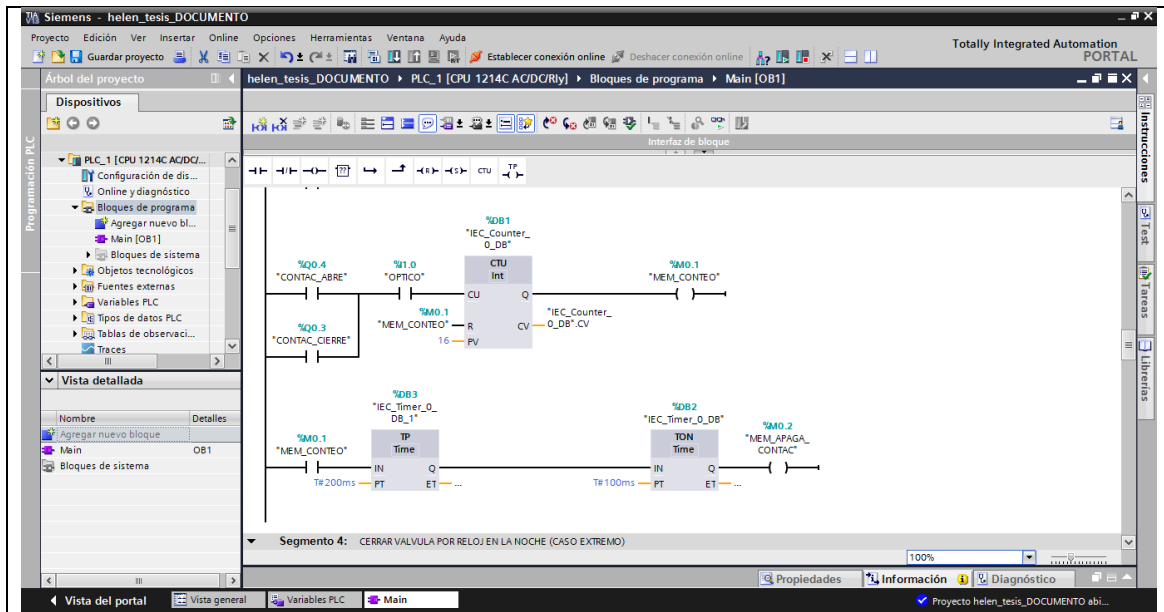 Siemens - helen_tesis_DOCUMENTO
Proyecto Edición Ver Insertar Online Opciones Herramientas Ventana Ayuda
Totally Integrated Automation
PORTAL
Guardar proyecto
Establecer conexión online
Deshacer conexión online
Árbol del proyecto
helen_tesis_DOCUMENTO PLC_1 [CPU 1214C AC/DC/Rly] Bloques de programa Main [OB1]
Dispositivos
Interfaz de bloque
Programación PLC
PLC_1 [CPU 1214C AC/DC/...
Configuración de dis...
Online y diagnóstico
Bloques de programa
Agregar nuevo bl...
Main [OB1]
Bloques de sistema
Objetos tecnológicos
Fuentes externas
Variables PLC
Tipos de datos PLC
Tablas de observaci...
Traces
Vista detallada
Nombre Detalles
Agregar nuevo bloque
Main OB1
Bloques de sistema
?? (R) (S) CTU TP
%DB1
"IEC_Counter_
0_DB"
%Q0.4
"CONTAC_ABRE"
%I1.0
"OPTICO"
CTU
Int
%M0.1
"MEM_CONTEO"
CU Q
%M0.1
"MEM_CONTEO" R
"IEC_Counter_
CV 0_DB".CV
16 PV
%Q0.3
"CONTAC_CIERRE"
%DB3
"IEC_Timer_0_
DB_1"
%DB2
"IEC_Timer_0_DB"
%M0.1
"MEM_CONTEO"
TP
Time
TON
Time
%M0.2
"MEM_APAGA_
CONTAC"
IN Q
IN Q
T#200ms PT ET ...
T#100ms PT ET ...
Segmento 4: CERRAR VALVULA POR RELOJ EN LA NOCHE (CASO EXTREMO)
100%
Propiedades
Información
Diagnóstico
Instrucciones
Test
Tareas
Librerías
Vista del portal
Vista general
Variables PLC
Main
Proyecto helen_tesis_DOCUMENTO abi...